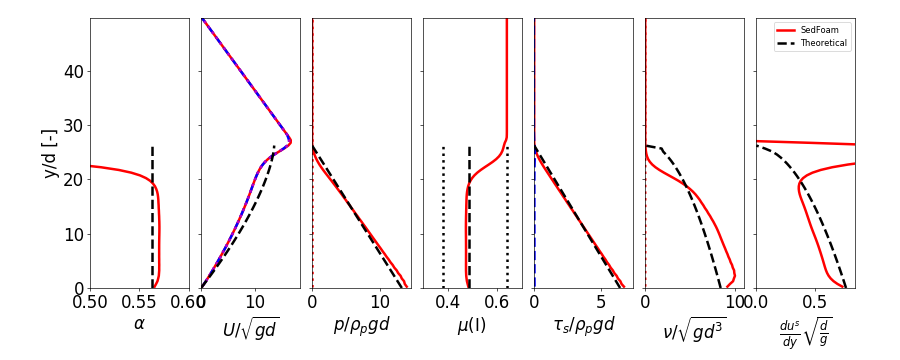 SedFoam
Theoretical
y/d [-]
40
30
20
10
0
0.50 0.55 0.60
0 10
0 10
0.4 0.6
0 5
0 10
0.0 0.5
α
U/√gd
p/ρ_p gd
μ(I)
τ_s/ρ_p gd
ν/√gd³
du^s/dy √d/g